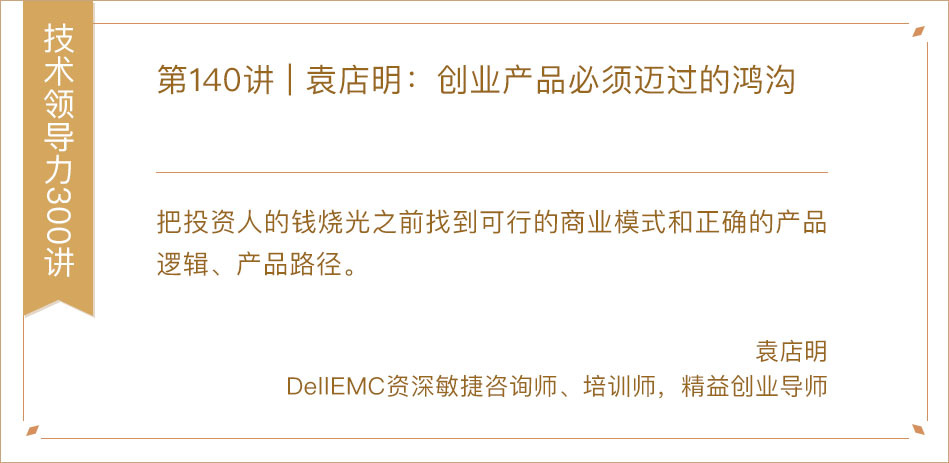 技术领导力300讲
第140讲 | 袁店明：创业产品必须迈过的鸿沟
把投资人的钱烧光之前找到可行的商业模式和正确的产品
逻辑、产品路径。
袁店明
DellEMC资深敏捷咨询师、培训师，精益创业导师